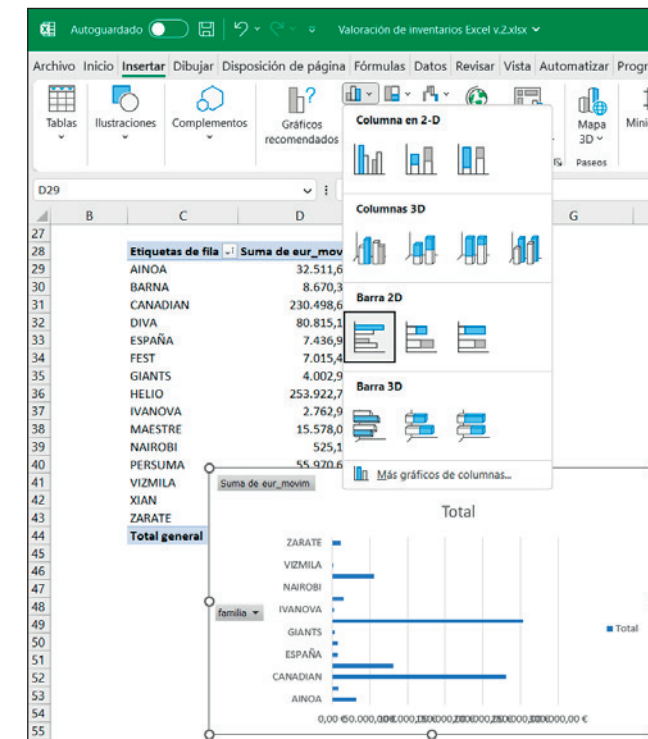 Autoguardado
Valoración de inventarios Excel v.2.xlsx
Archivo Inicio Insertar Dibujar Disposición de página Fórmulas Datos Revisar Vista Automatizar Progr
Tablas Ilustraciones Complementos Gráficos recomendados
Mapa 3D
Mini
Paseos
D29
Columna en 2-D
Columnas 3D
Barra 2D
Barra 3D
Más gráficos de columnas...
B C D G
27
28 Etiquetas de fila Suma de eur_mov
29 AINOA 32.511,6
30 BARNA 8.670,3
31 CANADIAN 230.498,6
32 DIVA 80.815,1
33 ESPAÑA 7.436,9
34 FEST 7.015,4
35 GIANTS 4.002,9
36 HELIO 253.922,7
37 IVANOVA 2.762,9
38 MAESTRE 15.578,0
39 NAIROBI 525,1
40 PERSUMA 55.970,6
41 VIZMILA
42 XIAN
43 ZARATE
44 Total general
45
46
47
48
49
50
51
52
53
54
55
Suma de eur_movim
Total
ZARATE
VIZMILA
NAIROBI
IVANOVA
familia
GIANTS
Total
ESPAÑA
CANADIAN
AINOA
0,00 €